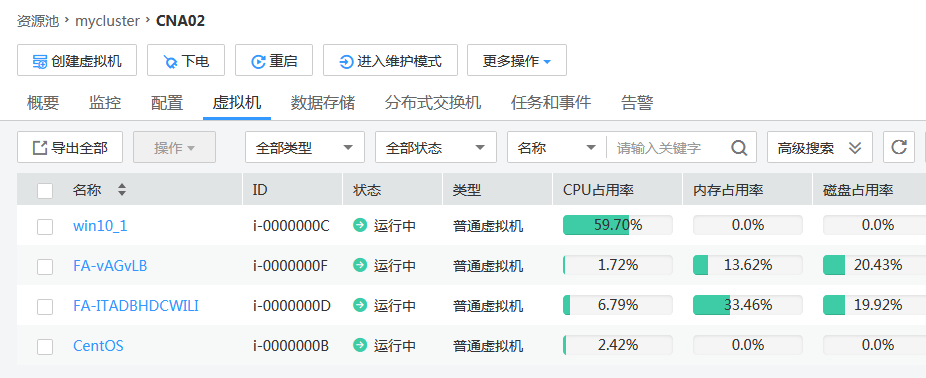 资源池 › mycluster › CNA02
创建虚拟机 下电 重启 进入维护模式 更多操作
概要 监控 配置 虚拟机 数据存储 分布式交换机 任务和事件 告警
导出全部 操作 全部类型 全部状态 名称 请输入关键字 高级搜索
名称 ID 状态 类型 CPU占用率 内存占用率 磁盘占用率
win10_1 i-0000000C 运行中 普通虚拟机 59.70% 0.0% 0.0%
FA-vAGvLB i-0000000F 运行中 普通虚拟机 1.72% 13.62% 20.43%
FA-ITADBHDCWILI i-0000000D 运行中 普通虚拟机 6.79% 33.46% 19.92%
CentOS i-0000000B 运行中 普通虚拟机 2.42% 0.0% 0.0%